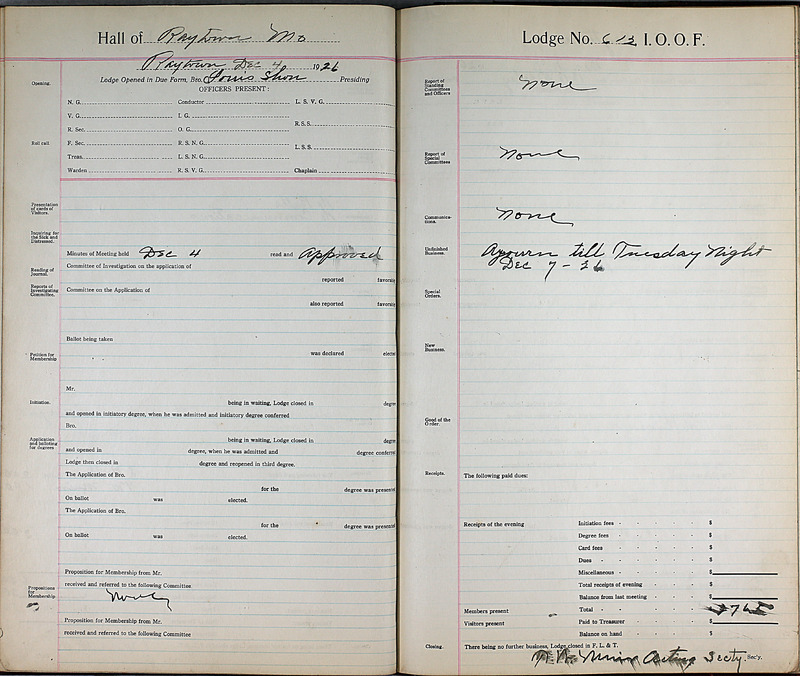 Hall of Raytown Mo
Raytown Dec 4 1926
Opening.
Lodge Opened in Due Form, Bro. Louis Shon Presiding
OFFICERS PRESENT:
N. G. Conductor L. S. V. G.
V. G. I. G.
R. S. S.
R. Sec. O. G.
Roll call
F. Sec. R. S. N. G.
L. S. S.
Treas. L. S. N. G.
Warden R. S. V. G. Chaplain
Presentation of cards of Visitors.
Inquiring for the Sick and Distressed.
Minutes of Meeting held Dec 4 read and Approved
Reading of Journal.
Committee of Investigation on the application of
reported favorab
Reports of Investigating Committee.
Committee on the Application of
also reported favorab
Ballot being taken
was declared elected
Petition for Membership
Mr.
Initiation.
being in waiting, Lodge closed in degree
and opened in initiatory degree, when he was admitted and initiatory degree conferred
Bro.
Application and balloting for degrees
being in waiting, Lodge closed in degree
and opened in degree, when he was admitted and degree conferre
Lodge then closed in degree and reopened in third degree.
The Application of Bro.
for the degree was presente
On ballot was elected.
The Application of Bro.
for the degree was presente
On ballot was elected.
Propositions for Membership
Proposition for Membership from Mr.
received and referred to the following Committee
Proposition for Membership from Mr.
received and referred to the following Committee
Lodge No. 613 I. O. O. F.
Report of Standing Committees and Officers
None
Report of Special Committees
None
Communications.
None
Unfinished Business.
Ajourn till Tuesday Night
Dec 7 - 26
Special Orders.
New Business.
Good of the Order.
Receipts.
The following paid dues:
Receipts of the evening Initiation fees $
Degree fees $
Card fees $
Dues $
Miscellaneous $
Total receipts of evening $
Balance from last meeting $
Members present Total
Visitors present Paid to Treasurer $
Balance on hand $
Closing.
There being no further business, Lodge closed in F. L. & T.
Acting Secty Sec'y.